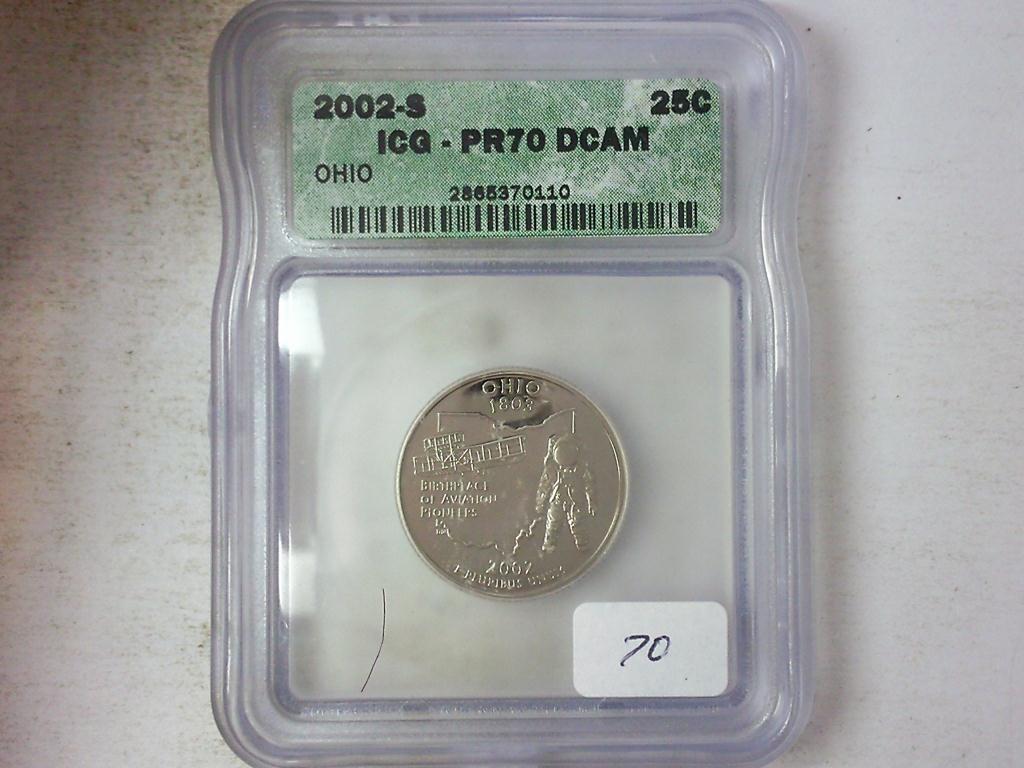 2002-S 25C
ICG - PR70 DCAM
OHIO
2865370110
OHIO
1803
BIRTHPLACE
OF AVIATION
PIONEERS
2002
E PLURIBUS UNUM
70